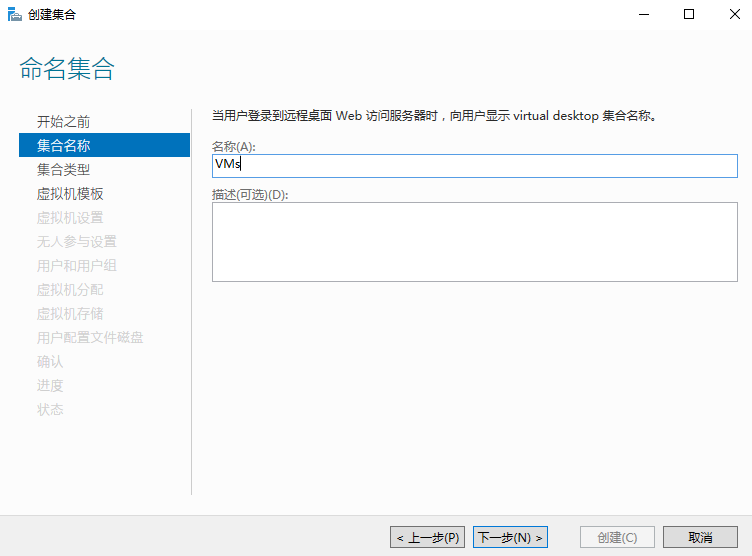 创建集合
命名集合
开始之前
集合名称
集合类型
虚拟机模板
虚拟机设置
无人参与设置
用户和用户组
虚拟机分配
虚拟机存储
用户配置文件磁盘
确认
进度
状态
当用户登录到远程桌面 Web 访问服务器时，向用户显示 virtual desktop 集合名称。
名称(A):
VMs
描述(可选)(D):
< 上一步(P)
下一步(N) >
创建(C)
取消